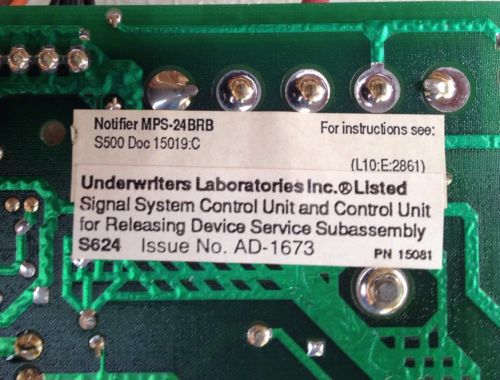 Notifier MPS-24BRB
For instructions see:
S500 Doc 15019:C
(L10:E:2861)
Underwriters Laboratories Inc.® Listed
Signal System Control Unit and Control Unit
for Releasing Device Service Subassembly
S624 Issue No. AD-1673
PN 15081